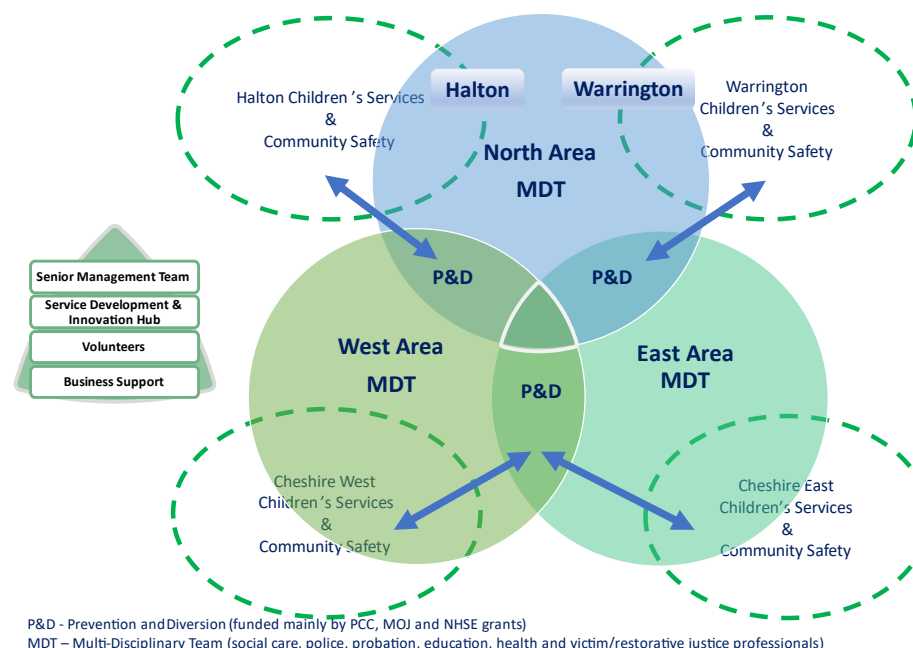 Halton
Warrington
Halton Children's Services
&
Community Safety
Warrington
Children's Services
&
Community Safety
North Area
MDT
Senior Management Team
Service Development &
Innovation Hub
Volunteers
Business Support
P&D
P&D
West Area
MDT
East Area
MDT
P&D
Cheshire West
Children's Services
&
Community Safety
Cheshire East
Children's Services
&
Community Safety
P&D - Prevention and Diversion (funded mainly by PCC, MOJ and NHSE grants)
MDT – Multi-Disciplinary Team (social care, police, probation, education, health and victim/restorative justice professionals)